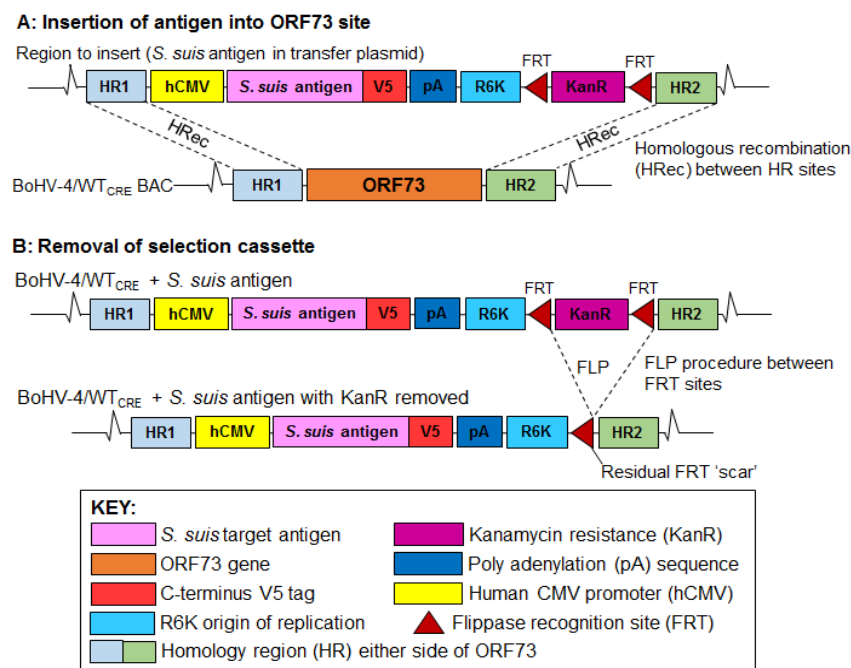 A: Insertion of antigen into ORF73 site
Region to insert (S. suis antigen in transfer plasmid)
FRT FRT
HR1 hCMV S. suis antigen V5 pA R6K KanR HR2
HRec HRec
Homologous recombination
(HRec) between HR sites
BoHV-4/WTCRE BAC HR1 ORF73 HR2
B: Removal of selection cassette
BoHV-4/WTCRE + S. suis antigen
FRT FRT
HR1 hCMV S. suis antigen V5 pA R6K KanR HR2
FLP
FLP procedure between
FRT sites
BoHV-4/WTCRE + S. suis antigen with KanR removed
HR1 hCMV S. suis antigen V5 pA R6K HR2
Residual FRT ‘scar’
KEY:
S. suis target antigen
Kanamycin resistance (KanR)
ORF73 gene
Poly adenylation (pA) sequence
C-terminus V5 tag
Human CMV promoter (hCMV)
R6K origin of replication
Flippase recognition site (FRT)
Homology region (HR) either side of ORF73